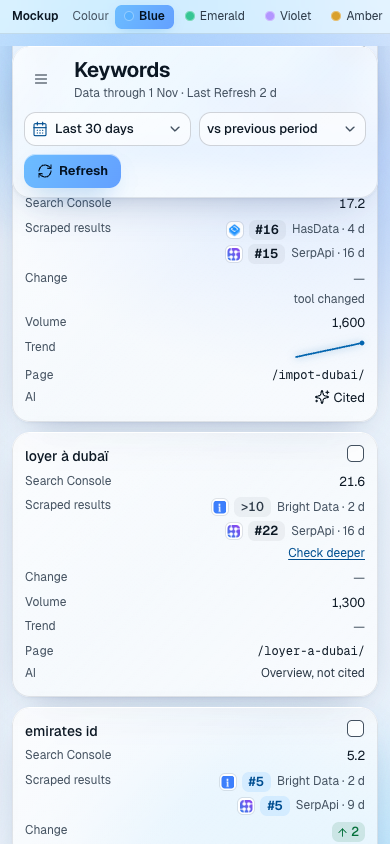 Mockup Colour Blue Emerald Violet Amber
Keywords
Data through 1 Nov · Last Refresh 2 d
Last 30 days
vs previous period
Refresh
Search Console 17.2
Scraped results #16 HasData · 4 d
#15 SerpApi · 16 d
Change —
tool changed
Volume 1,600
Trend
Page /impot-dubai/
AI Cited
loyer à dubaï
Search Console 21.6
Scraped results >10 Bright Data · 2 d
#22 SerpApi · 16 d
Check deeper
Change —
Volume 1,300
Trend —
Page /loyer-a-dubai/
AI Overview, not cited
emirates id
Search Console 5.2
Scraped results #5 Bright Data · 2 d
#5 SerpApi · 9 d
Change ↑ 2